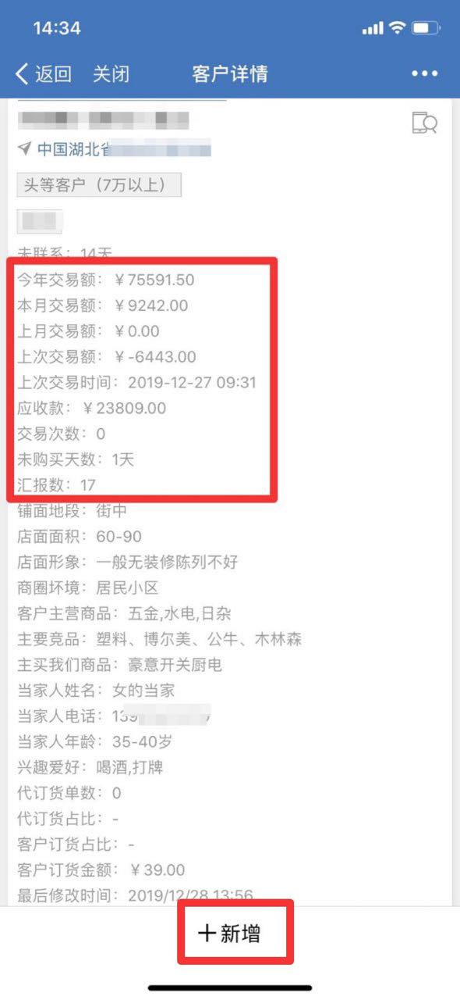 14:34
返回 关闭 客户详情
中国湖北省
头等客户（7万以上）
未联系：14天
今年交易额：￥75591.50
本月交易额：￥9242.00
上月交易额：￥0.00
上次交易额：￥-6443.00
上次交易时间：2019-12-27 09:31
应收款：￥23809.00
交易次数：0
未购买天数：1天
汇报数：17
铺面地段：街中
店面面积：60-90
店面形象：一般无装修陈列不好
商圈坏境：居民小区
客户主营商品：五金,水电,日杂
主要竞品：塑料、博尔美、公牛、木林森
主买我们商品：豪意开关厨电
当家人姓名：女的当家
当家人电话：139
当家人年龄：35-40岁
兴趣爱好：喝酒,打牌
代订货单数：0
代订货占比：-
客户订货占比：-
客户订货金额：￥39.00
最后修改时间：2019/12/28 13:56
+新增